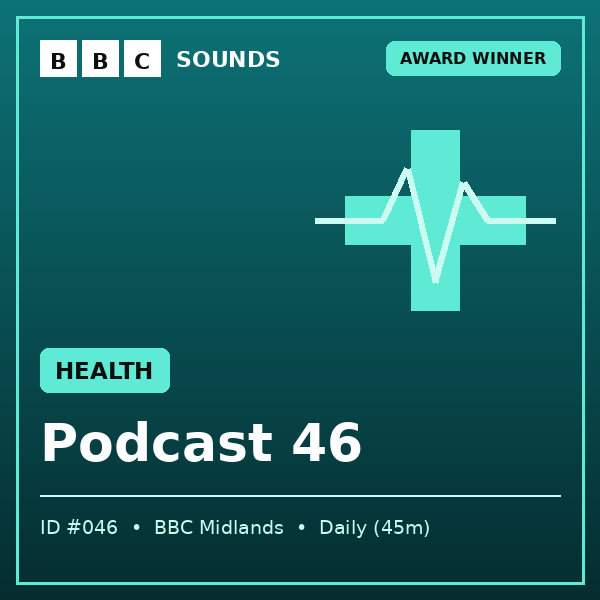 BBC SOUNDS
AWARD WINNER
HEALTH
Podcast 46
ID #046 • BBC Midlands • Daily (45m)